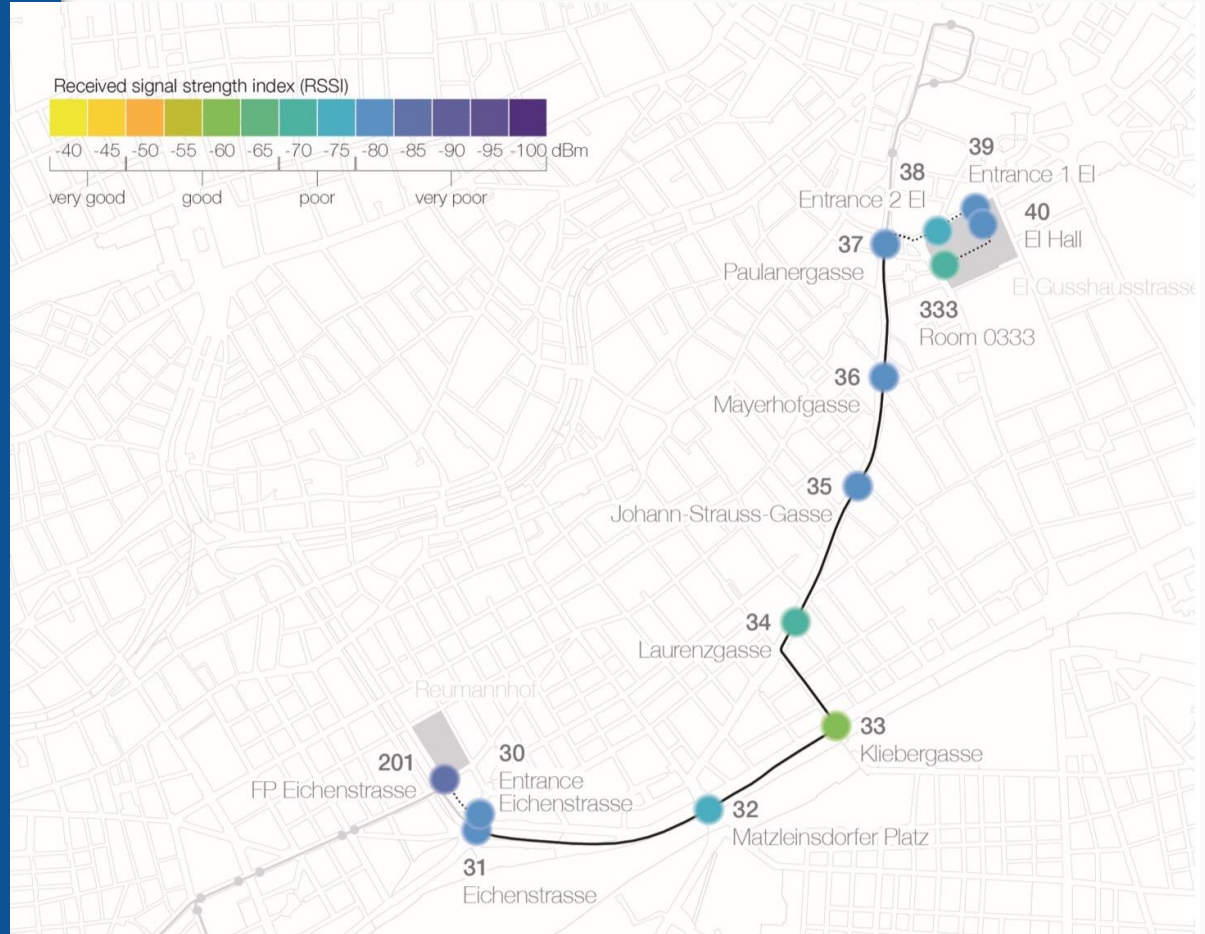 Received signal strength index (RSSI)
-40 -45 -50 -55 -60 -65 -70 -75 -80 -85 -90 -95 -100 dBm
very good good poor very poor
39
Entrance 1 EI
38
Entrance 2 EI
40
EI Hall
37
Paulanergasse
EI Gusshausstrasse
333
Room 0333
36
Mayerhofgasse
35
Johann-Strauss-Gasse
34
Laurenzgasse
Reumannhof
33
Kliebergasse
201
FP Eichenstrasse
30
Entrance
Eichenstrasse
32
Matzleinsdorfer Platz
31
Eichenstrasse